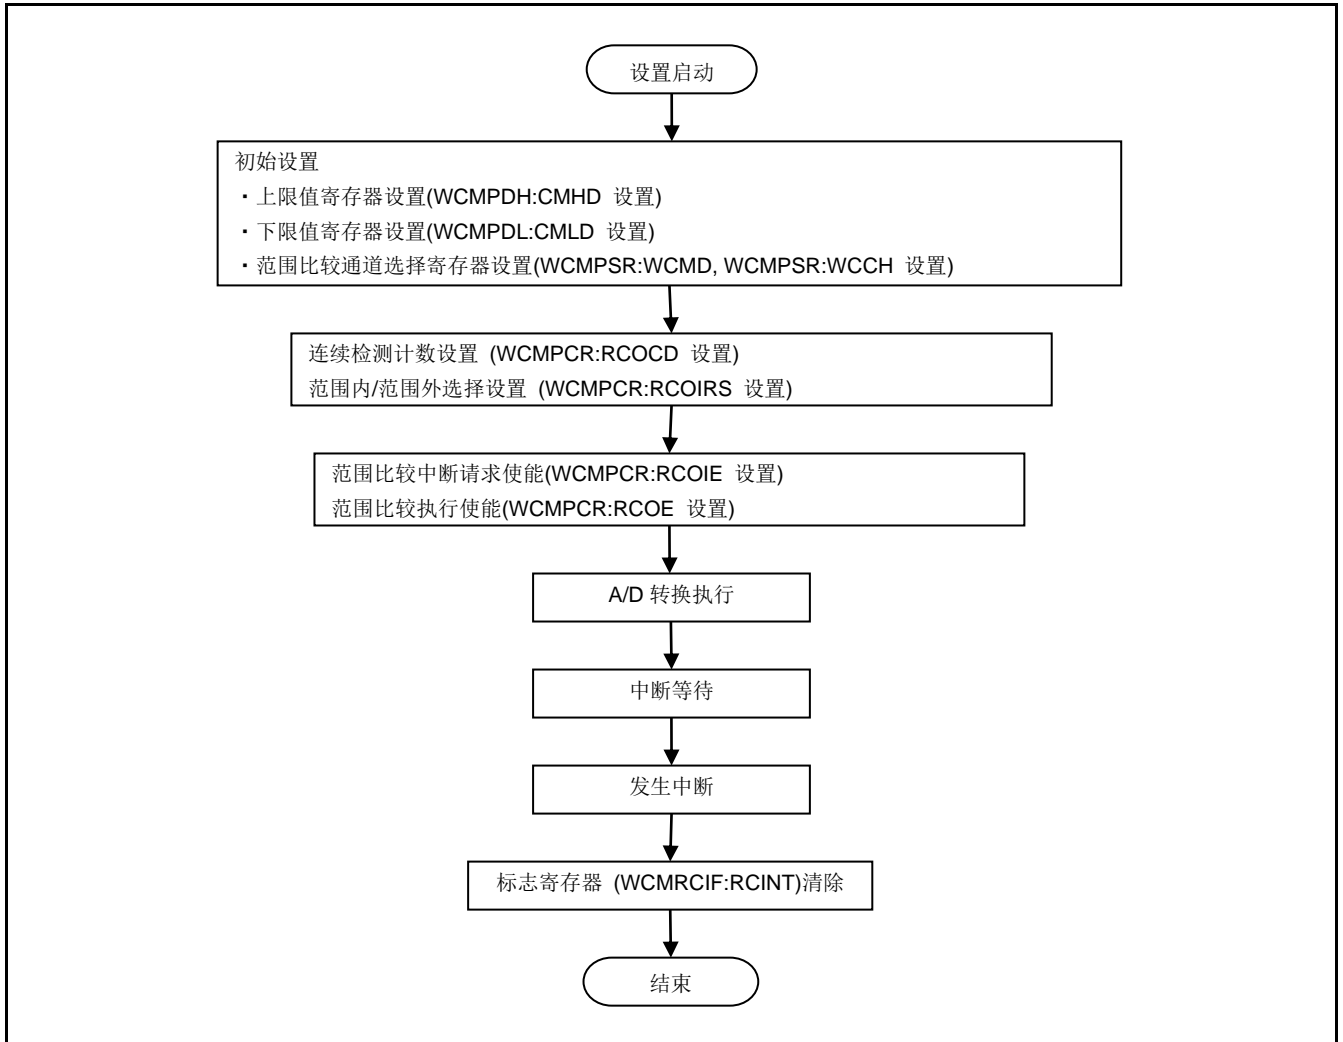 设置启动
初始设置
・上限值寄存器设置(WCMPDH:CMHD 设置)
・下限值寄存器设置(WCMPDL:CMLD 设置)
・范围比较通道选择寄存器设置(WCMPSR:WCMD, WCMPSR:WCCH 设置)
连续检测计数设置 (WCMPCR:RCOCD 设置)
范围内/范围外选择设置 (WCMPCR:RCOIRS 设置)
范围比较中断请求使能(WCMPCR:RCOIE 设置)
范围比较执行使能(WCMPCR:RCOE 设置)
A/D 转换执行
中断等待
发生中断
标志寄存器 (WCMRCIF:RCINT)清除
结束